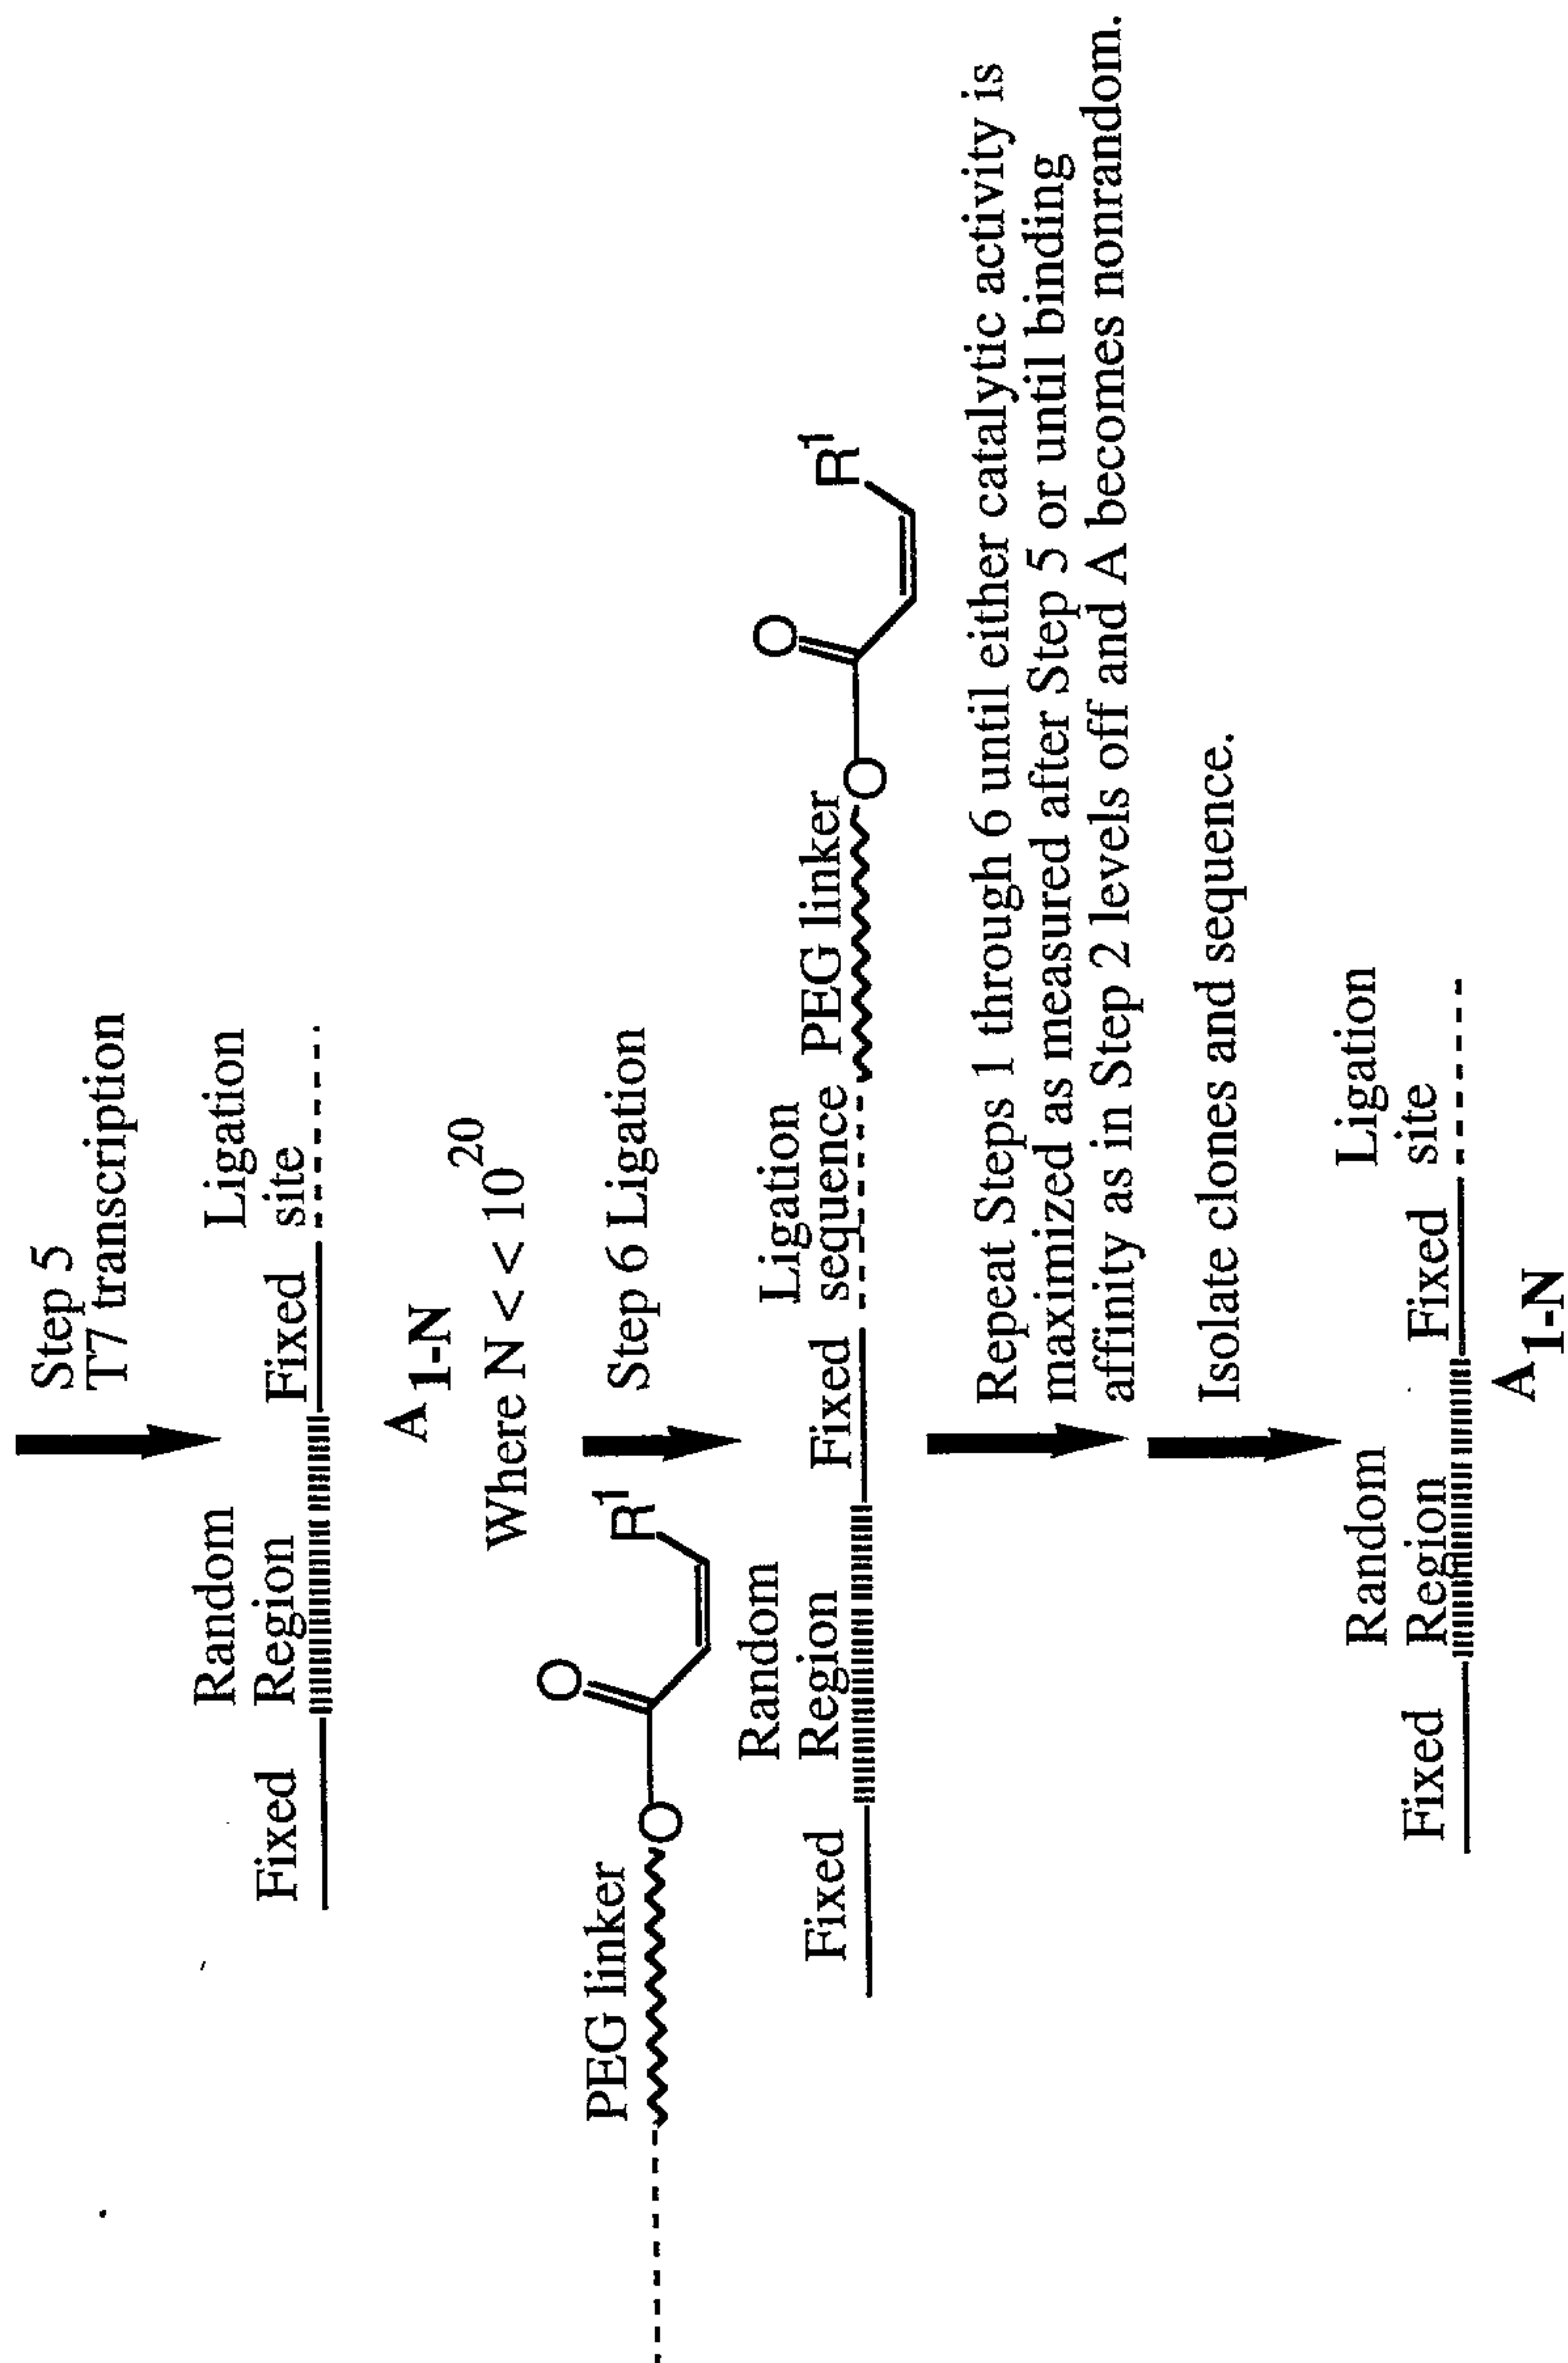 Step 5
T7 transcription
Random
Region
Ligation
site
Fixed
Fixed
A 1-N
Where N < < 10^20
PEG linker
O
O
R1
Step 6 Ligation
Random
Region
Ligation
sequence
PEG linker
Fixed
Fixed
O
O
R1
Repeat Steps 1 through 6 until either catalytic activity is
maximized as measured after Step 5 or until binding
affinity as in Step 2 levels off and A becomes nonrandom.
Isolate clones and sequence.
Random
Region
Ligation
site
Fixed
Fixed
A 1-N